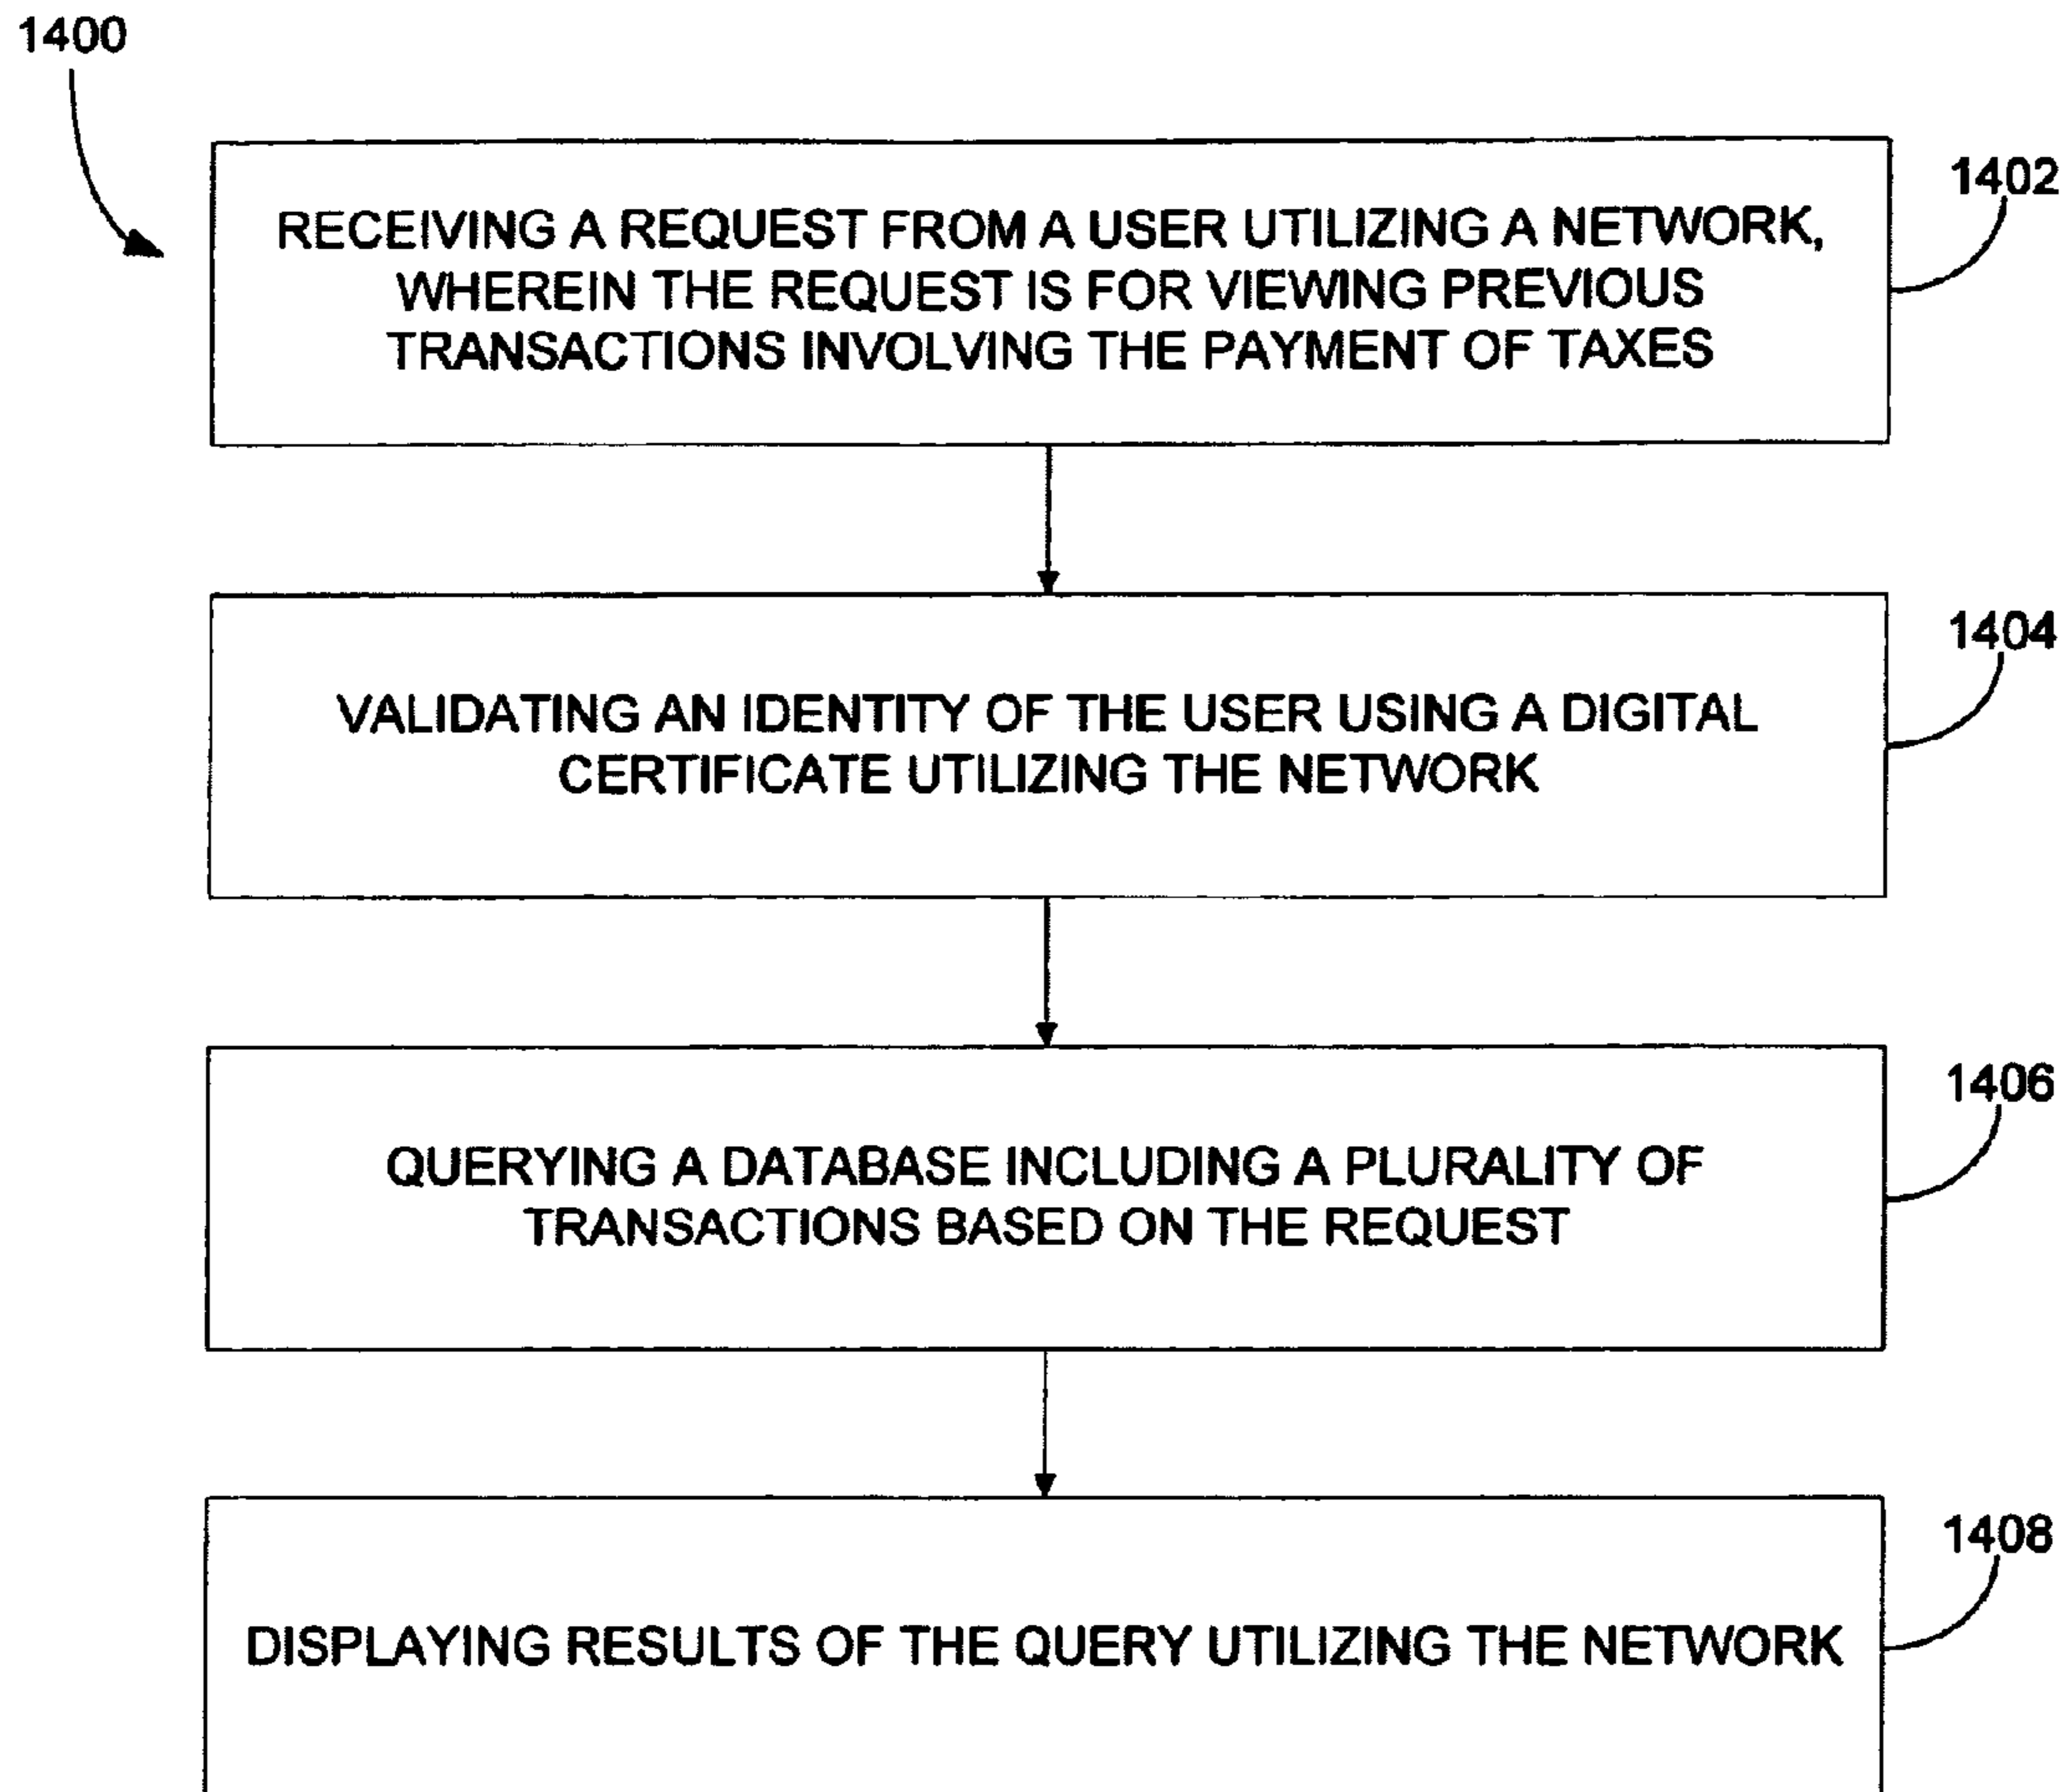 1400
1402
RECEIVING A REQUEST FROM A USER UTILIZING A NETWORK,
WHEREIN THE REQUEST IS FOR VIEWING PREVIOUS
TRANSACTIONS INVOLVING THE PAYMENT OF TAXES
1404
VALIDATING AN IDENTITY OF THE USER USING A DIGITAL
CERTIFICATE UTILIZING THE NETWORK
1406
QUERYING A DATABASE INCLUDING A PLURALITY OF
TRANSACTIONS BASED ON THE REQUEST
1408
DISPLAYING RESULTS OF THE QUERY UTILIZING THE NETWORK